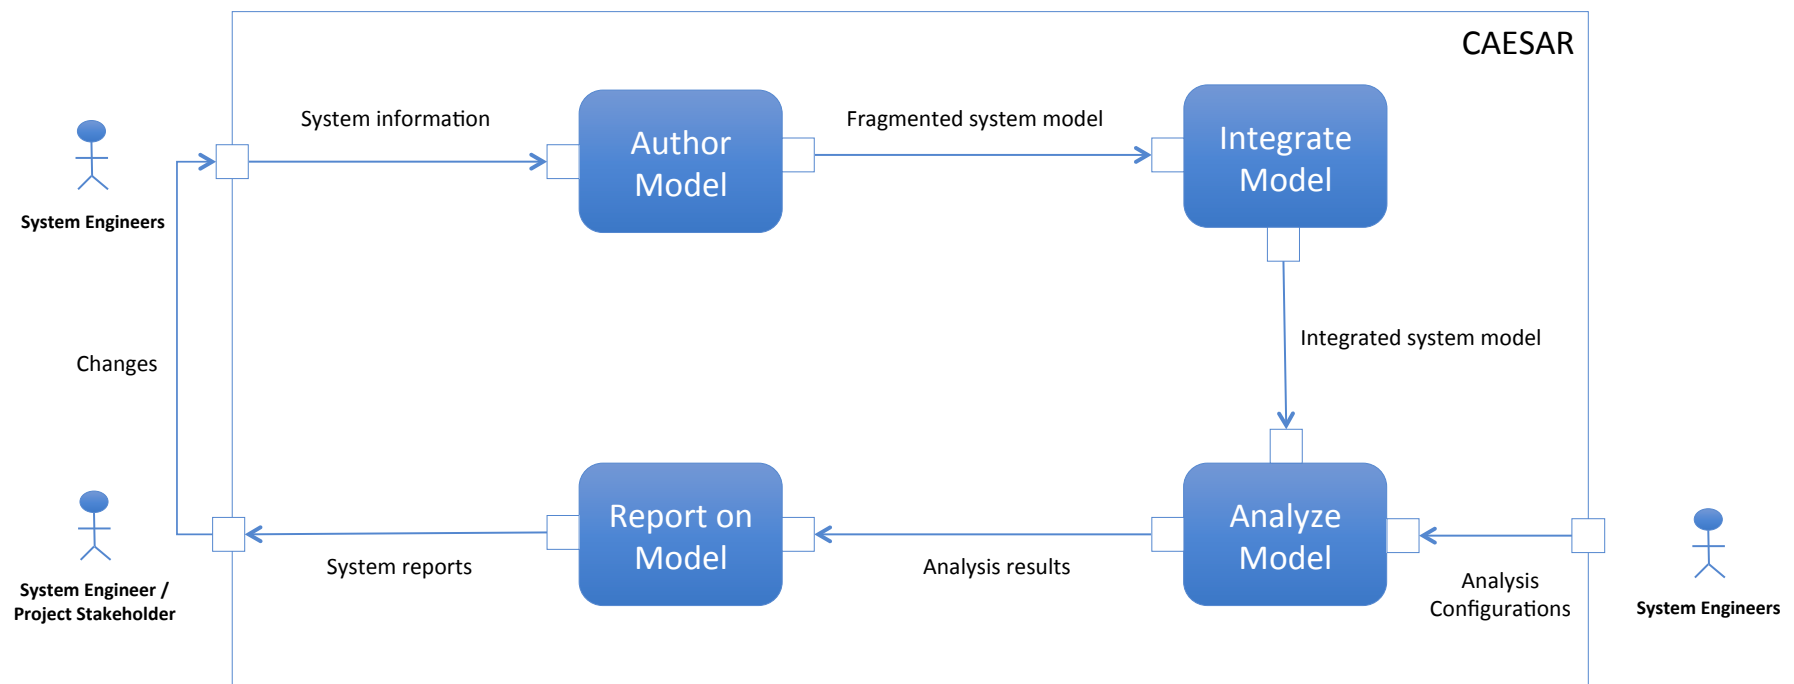 CAESAR
System information
Author
Model
Fragmented system model
Integrate
Model
System Engineers
Changes
Integrated system model
System Engineer /
Project Stakeholder
System reports
Report on
Model
Analysis results
Analyze
Model
Analysis
Configurations
System Engineers